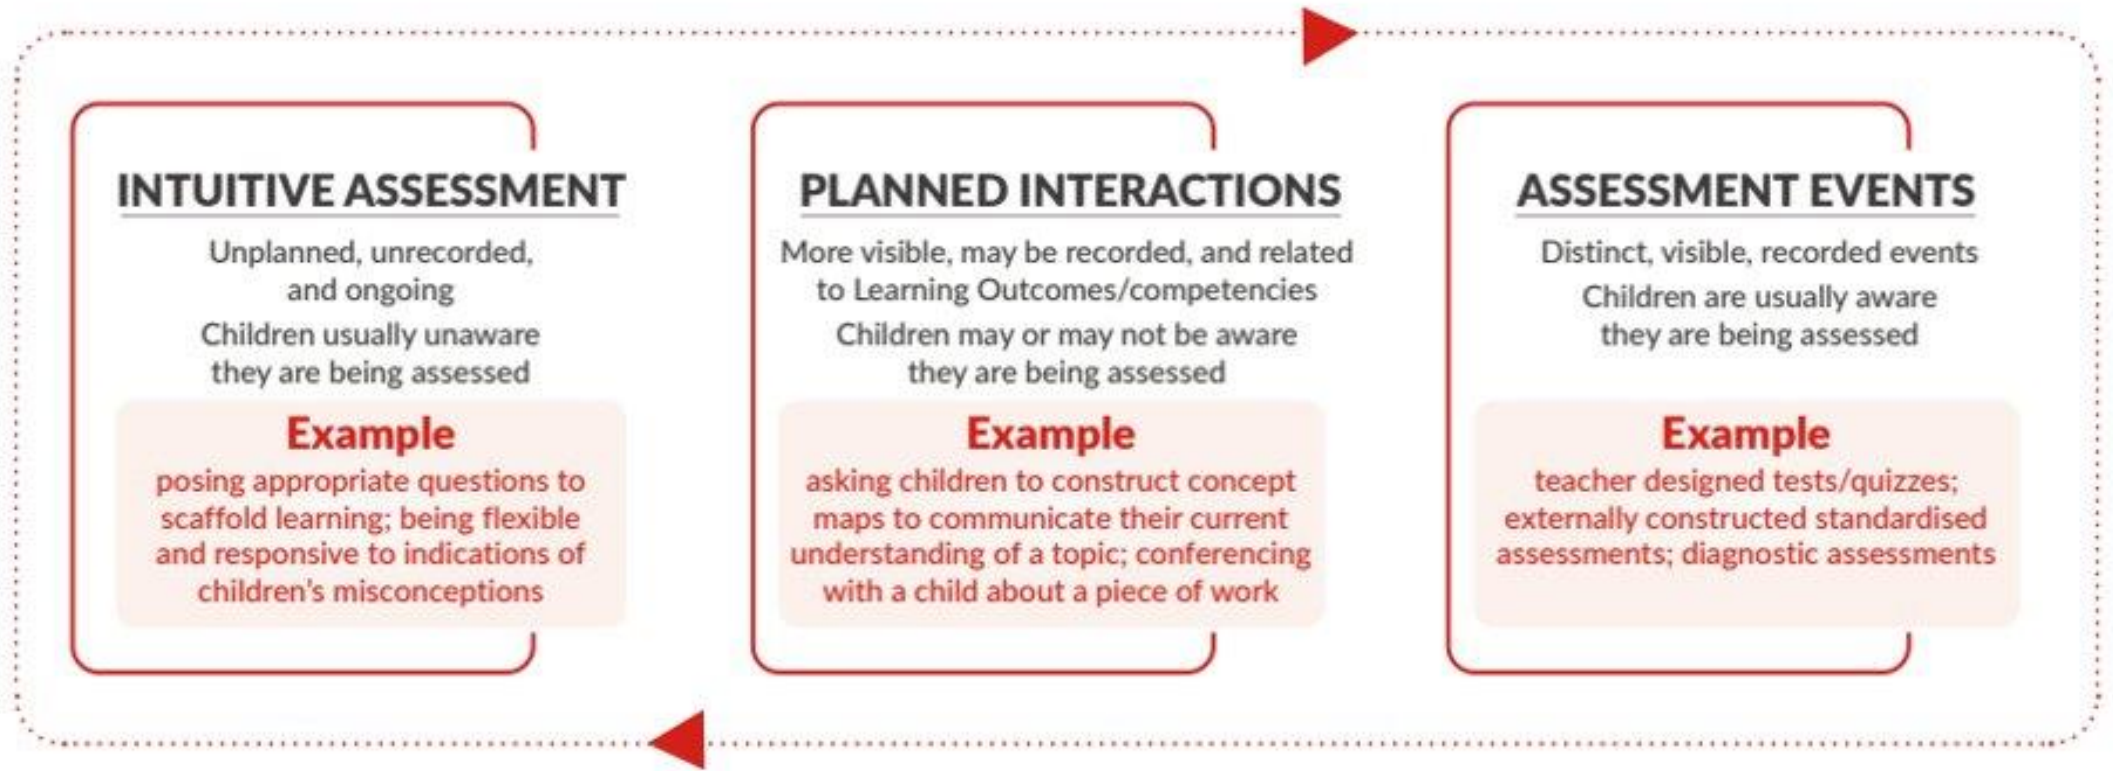 INTUITIVE ASSESSMENT
Unplanned, unrecorded,
and ongoing
Children usually unaware
they are being assessed
Example
posing appropriate questions to
scaffold learning; being flexible
and responsive to indications of
children's misconceptions
PLANNED INTERACTIONS
More visible, may be recorded, and related
to Learning Outcomes/competencies
Children may or may not be aware
they are being assessed
Example
asking children to construct concept
maps to communicate their current
understanding of a topic; conferencing
with a child about a piece of work
ASSESSMENT EVENTS
Distinct, visible, recorded events
Children are usually aware
they are being assessed
Example
teacher designed tests/quizzes;
externally constructed standardised
assessments; diagnostic assessments